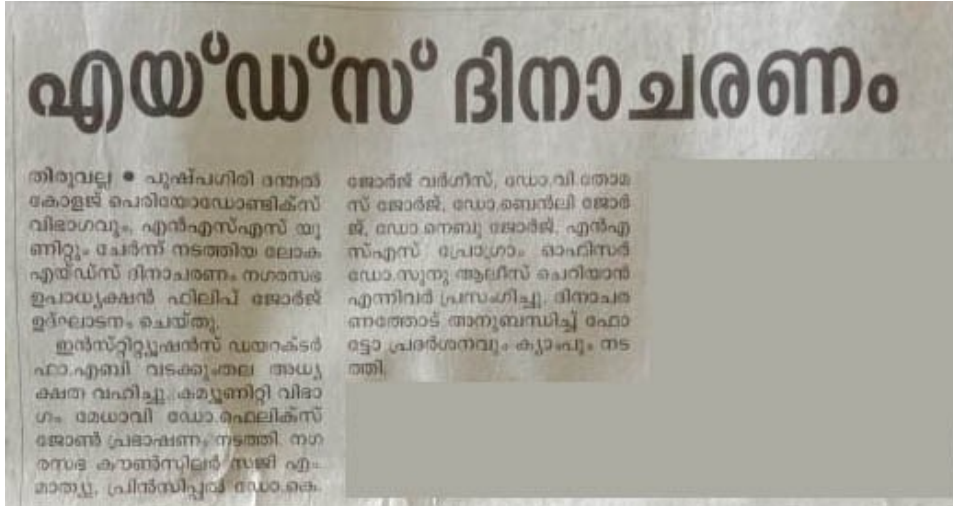 എയ്ഡ്സ് ദിനാചരണം
തിരുവല്ല ● പുഷ്പഗിരി ദന്തൽ
കോളജ് പെരിയോഡോണ്ടിക്സ്
വിഭാഗവും, എൻഎസ്എസ് യൂ
ണിറ്റും ചേർന്ന് നടത്തിയ ലോക
എയ്ഡ്സ് ദിനാചരണം നഗരസഭ
ഉപാധ്യക്ഷൻ ഫിലിപ് ജോർജ്
ഉദ്ഘാടനം ചെയ്തു.
ഇൻസ്റ്റിറ്റ്യൂഷൻസ് ഡയറക്ടർ
ഫാ.എബി വടക്കുംതല അധ്യ
ക്ഷത വഹിച്ചു. കമ്യൂണിറ്റി വിഭാ
ഗം മേധാവി ഡോ.ഫെലിക്സ്
ജോൺ പ്രഭാഷണം നടത്തി. നഗ
രസഭ കൗൺസിലർ സജി എം.
മാത്യു, പ്രിൻസിപ്പൽ ഡോ.കെ.
ജോർജ് വർഗീസ്, ഡോ.വി.തോമ
സ് ജോർജ്, ഡോ.ബെൻലി ജോർ
ജ്, ഡോ.നെബു ജോർജ്, എൻഎ
സ്എസ് പ്രോഗ്രാം ഓഫിസർ
ഡോ.സുനു ആലീസ് ചെറിയാൻ
എന്നിവർ പ്രസംഗിച്ചു. ദിനാചര
ണത്തോട് അനുബന്ധിച്ച് ഫോ
ട്ടോ പ്രദർശനവും ക്യാംപും നട
ത്തി.